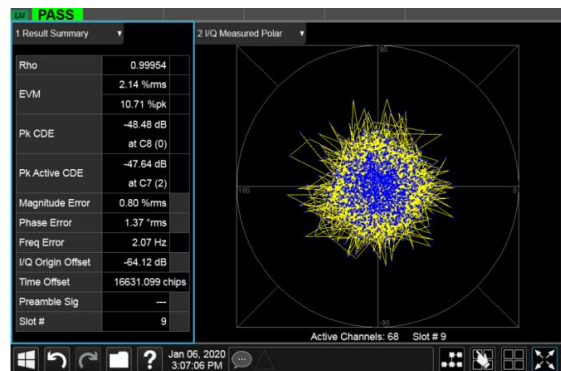 PASS
1 Result Summary
2 I/Q Measured Polar
Rho 0.99954
EVM 2.14 %rms
10.71 %pk
Pk CDE -48.48 dB
at C8 (0)
Pk Active CDE -47.64 dB
at C7 (2)
Magnitude Error 0.80 %rms
Phase Error 1.37 °rms
Freq Error 2.07 Hz
I/Q Origin Offset -64.12 dB
Time Offset 16631.099 chips
Preamble Sig ---
Slot # 9
90
180
-90
Active Channels: 68 Slot # 9
?
Jan 06, 2020
3:07:06 PM